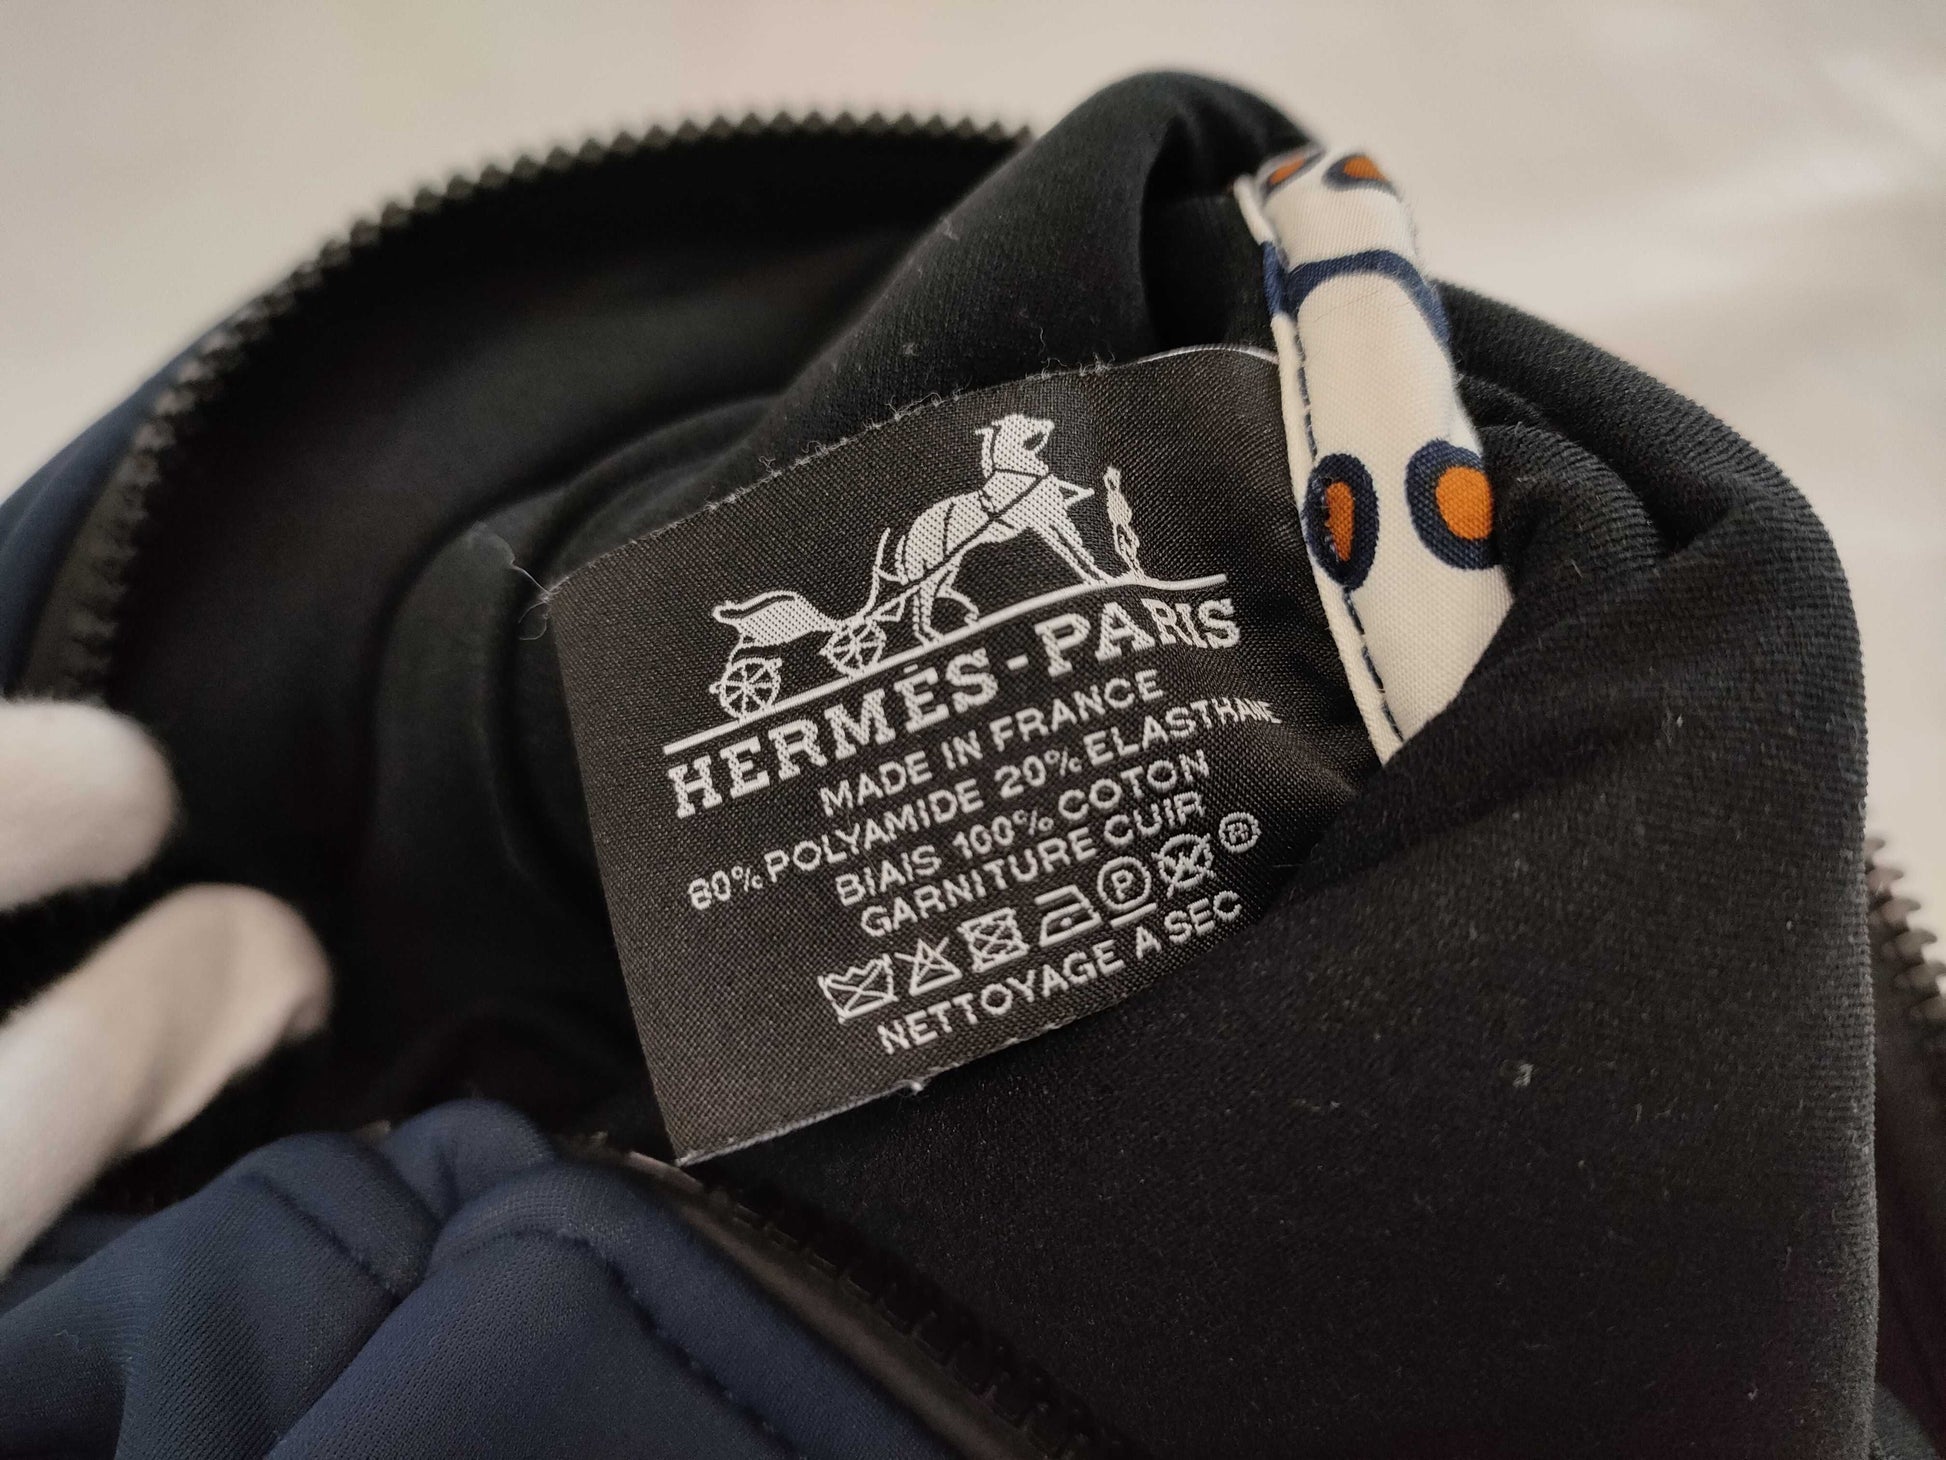 HERMÈS-PARIS
MADE IN FRANCE
80% POLYAMIDE 20% ELASTHANE
BIAIS 100% COTON
GARNITURE CUIR
P
®
NETTOYAGE A SEC